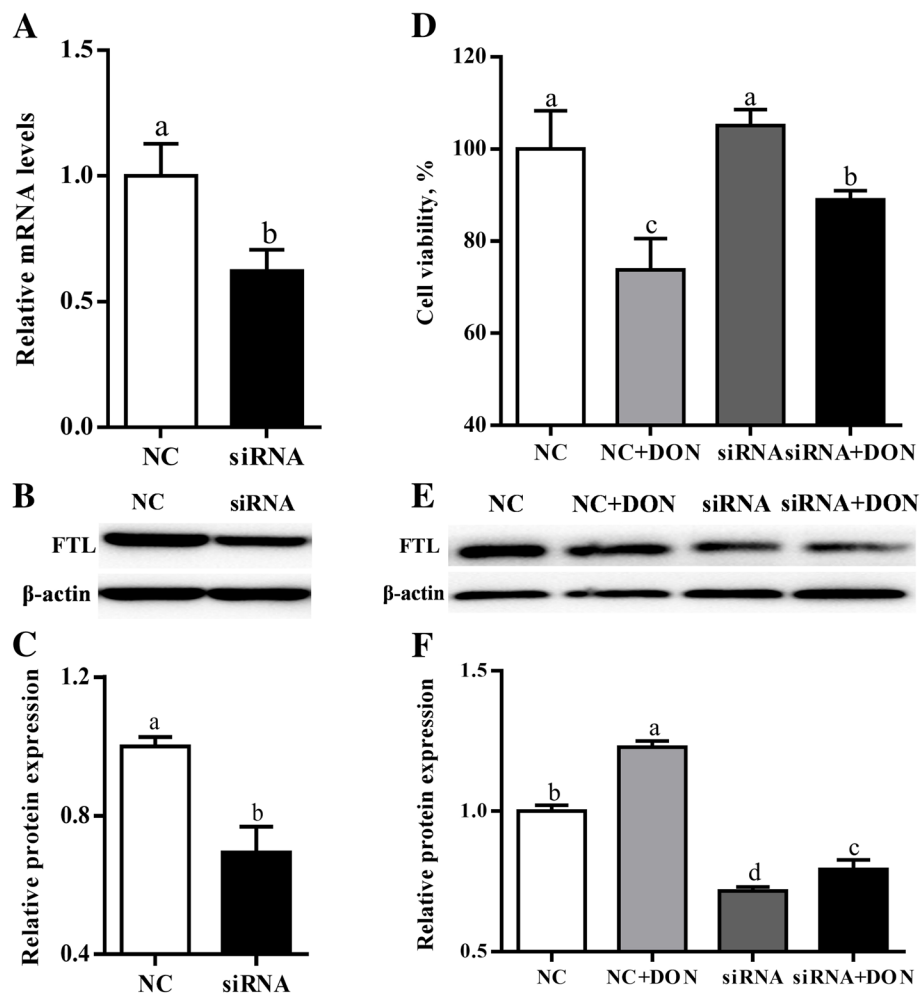 A
Relative mRNA levels
1.5
1.0
0.5
0.0
a
b
NC
siRNA
D
Cell viability, %
120
100
80
60
40
a
c
a
b
NC
NC+DON
siRNA
siRNA+DON
B
NC
siRNA
FTL
β-actin
E
NC
NC+DON
siRNA
siRNA+DON
FTL
β-actin
C
Relative protein expression
1.2
0.8
0.4
a
b
NC
siRNA
F
Relative protein expression
1.5
1.0
0.5
b
a
d
c
NC
NC+DON
siRNA
siRNA+DON